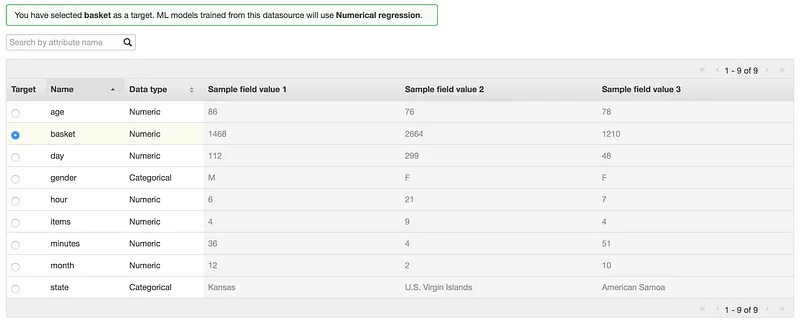 You have selected basket as a target. ML models trained from this datasource will use Numerical regression.
Search by attribute name
« ‹ 1 - 9 of 9 › »
Target Name Data type Sample field value 1 Sample field value 2 Sample field value 3
age Numeric 86 76 78
basket Numeric 1468 2664 1210
day Numeric 112 299 48
gender Categorical M F F
hour Numeric 6 21 7
items Numeric 4 9 4
minutes Numeric 36 4 51
month Numeric 12 2 10
state Categorical Kansas U.S. Virgin Islands American Samoa
« ‹ 1 - 9 of 9 › »